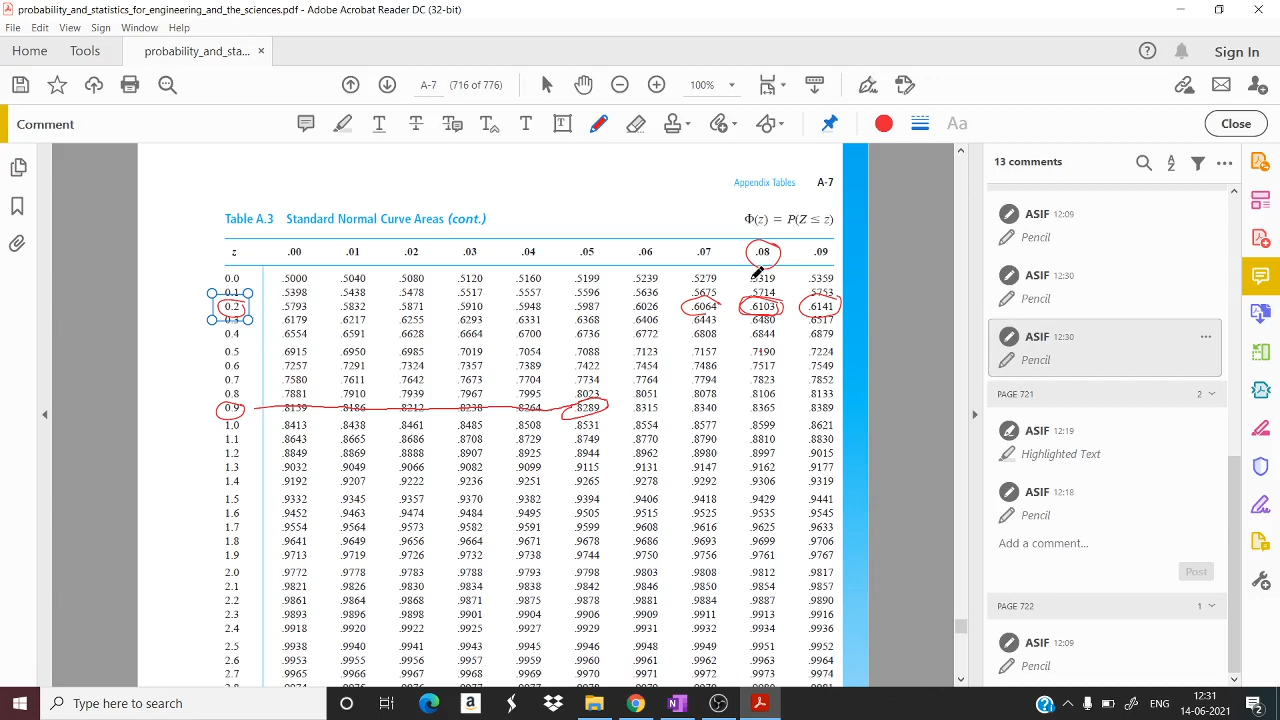 probability_and_statistics_for_engineering_and_the_sciences.pdf - Adobe Acrobat Reader DC (32-bit)
File Edit View Sign Window Help
Home Tools probability_and_sta... × Sign In
A-7 (716 of 776) 100%
Comment Aa Close
13 comments
Appendix Tables A-7
Table A.3 Standard Normal Curve Areas (cont.) Φ(z) = P(Z ≤ z)
z .00 .01 .02 .03 .04 .05 .06 .07 .08 .09
0.0 .5000 .5040 .5080 .5120 .5160 .5199 .5239 .5279 .5319 .5359
0.1 .5398 .5438 .5478 .5517 .5557 .5596 .5636 .5675 .5714 .5753
0.2 .5793 .5832 .5871 .5910 .5948 .5987 .6026 .6064 .6103 .6141
0.3 .6179 .6217 .6255 .6293 .6331 .6368 .6406 .6443 .6480 .6517
0.4 .6554 .6591 .6628 .6664 .6700 .6736 .6772 .6808 .6844 .6879
0.5 .6915 .6950 .6985 .7019 .7054 .7088 .7123 .7157 .7190 .7224
0.6 .7257 .7291 .7324 .7357 .7389 .7422 .7454 .7486 .7517 .7549
0.7 .7580 .7611 .7642 .7673 .7704 .7734 .7764 .7794 .7823 .7852
0.8 .7881 .7910 .7939 .7967 .7995 .8023 .8051 .8078 .8106 .8133
0.9 .8159 .8186 .8212 .8238 .8264 .8289 .8315 .8340 .8365 .8389
1.0 .8413 .8438 .8461 .8485 .8508 .8531 .8554 .8577 .8599 .8621
1.1 .8643 .8665 .8686 .8708 .8729 .8749 .8770 .8790 .8810 .8830
1.2 .8849 .8869 .8888 .8907 .8925 .8944 .8962 .8980 .8997 .9015
1.3 .9032 .9049 .9066 .9082 .9099 .9115 .9131 .9147 .9162 .9177
1.4 .9192 .9207 .9222 .9236 .9251 .9265 .9278 .9292 .9306 .9319
1.5 .9332 .9345 .9357 .9370 .9382 .9394 .9406 .9418 .9429 .9441
1.6 .9452 .9463 .9474 .9484 .9495 .9505 .9515 .9525 .9535 .9545
1.7 .9554 .9564 .9573 .9582 .9591 .9599 .9608 .9616 .9625 .9633
1.8 .9641 .9649 .9656 .9664 .9671 .9678 .9686 .9693 .9699 .9706
1.9 .9713 .9719 .9726 .9732 .9738 .9744 .9750 .9756 .9761 .9767
2.0 .9772 .9778 .9783 .9788 .9793 .9798 .9803 .9808 .9812 .9817
2.1 .9821 .9826 .9830 .9834 .9838 .9842 .9846 .9850 .9854 .9857
2.2 .9861 .9864 .9868 .9871 .9875 .9878 .9881 .9884 .9887 .9890
2.3 .9893 .9896 .9898 .9901 .9904 .9906 .9909 .9911 .9913 .9916
2.4 .9918 .9920 .9922 .9925 .9927 .9929 .9931 .9932 .9934 .9936
2.5 .9938 .9940 .9941 .9943 .9945 .9946 .9948 .9949 .9951 .9952
2.6 .9953 .9955 .9956 .9957 .9959 .9960 .9961 .9962 .9963 .9964
2.7 .9965 .9966 .9967 .9968 .9969 .9970 .9971 .9972 .9973 .9974
ASIF 12:09
Pencil
ASIF 12:30
Pencil
ASIF 12:30
Pencil
PAGE 721 2
ASIF 12:19
Highlighted Text
ASIF 12:18
Pencil
Add a comment...
Post
PAGE 722 1
ASIF 12:09
Pencil
Type here to search
ENG 12:31
14-06-2021